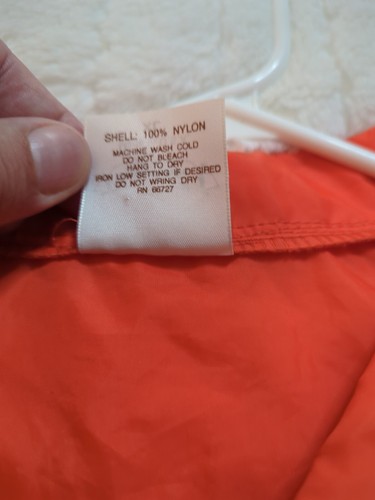 SHELL: 100% NYLON
MACHINE WASH COLD
DO NOT BLEACH
HANG TO DRY
IRON LOW SETTING IF DESIRED
DO NOT WRING DRY
RN 66727